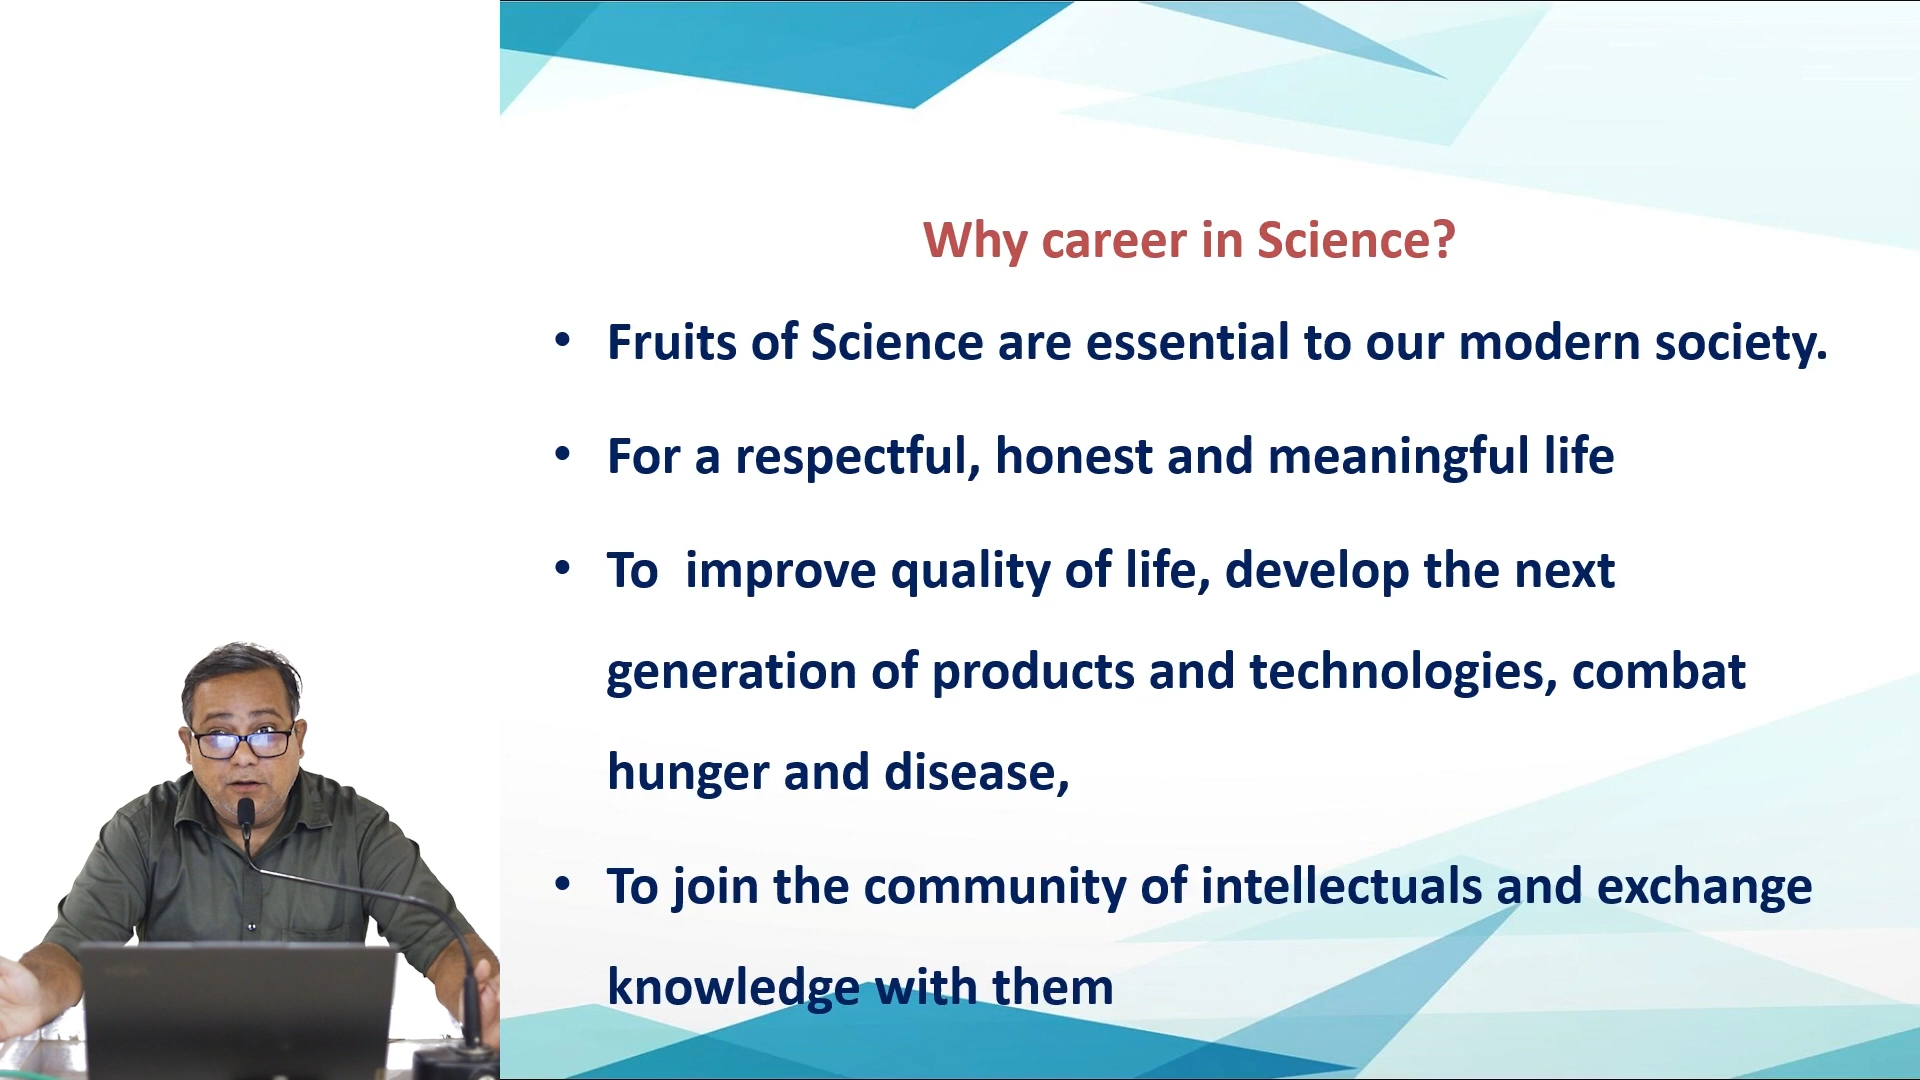 Why career in Science?
• Fruits of Science are essential to our modern society.
• For a respectful, honest and meaningful life
• To  improve quality of life, develop the next
generation of products and technologies, combat
hunger and disease,
• To join the community of intellectuals and exchange
knowledge with them